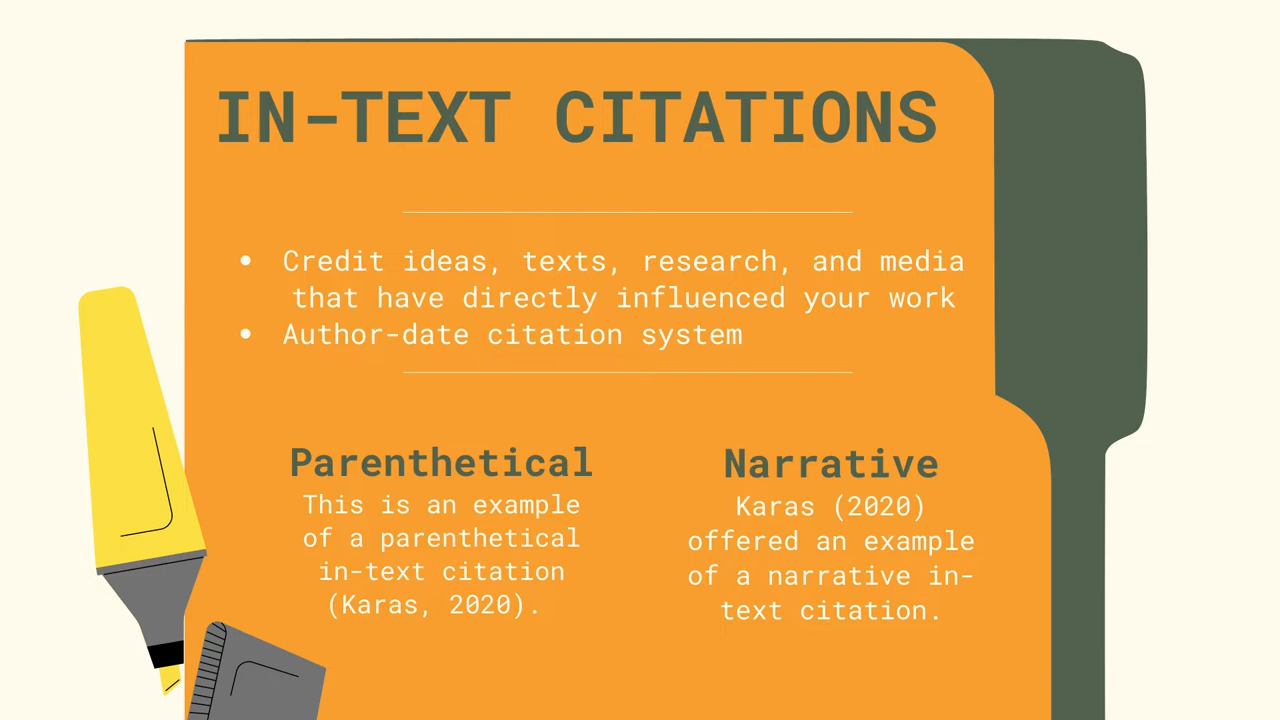 IN-TEXT CITATIONS
• Credit ideas, texts, research, and media
that have directly influenced your work
• Author-date citation system
Parenthetical
This is an example
of a parenthetical
in-text citation
(Karas, 2020).
Narrative
Karas (2020)
offered an example
of a narrative in-
text citation.